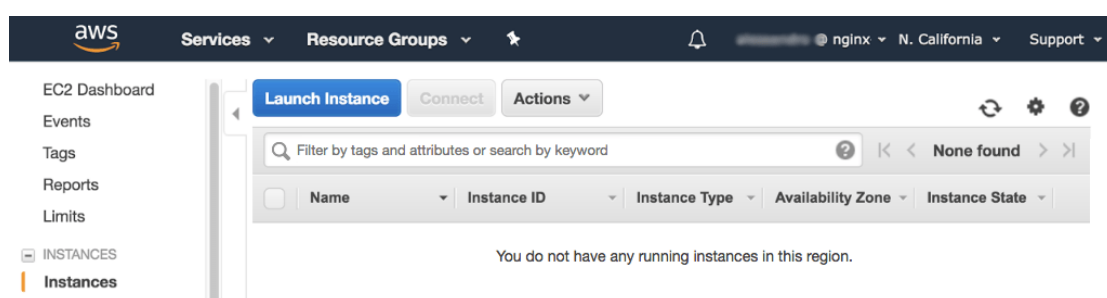 aws Services Resource Groups @ nginx N. California Support
EC2 Dashboard
Events
Tags
Reports
Limits
INSTANCES
Instances
Launch Instance Connect Actions
Filter by tags and attributes or search by keyword None found
Name Instance ID Instance Type Availability Zone Instance State
You do not have any running instances in this region.